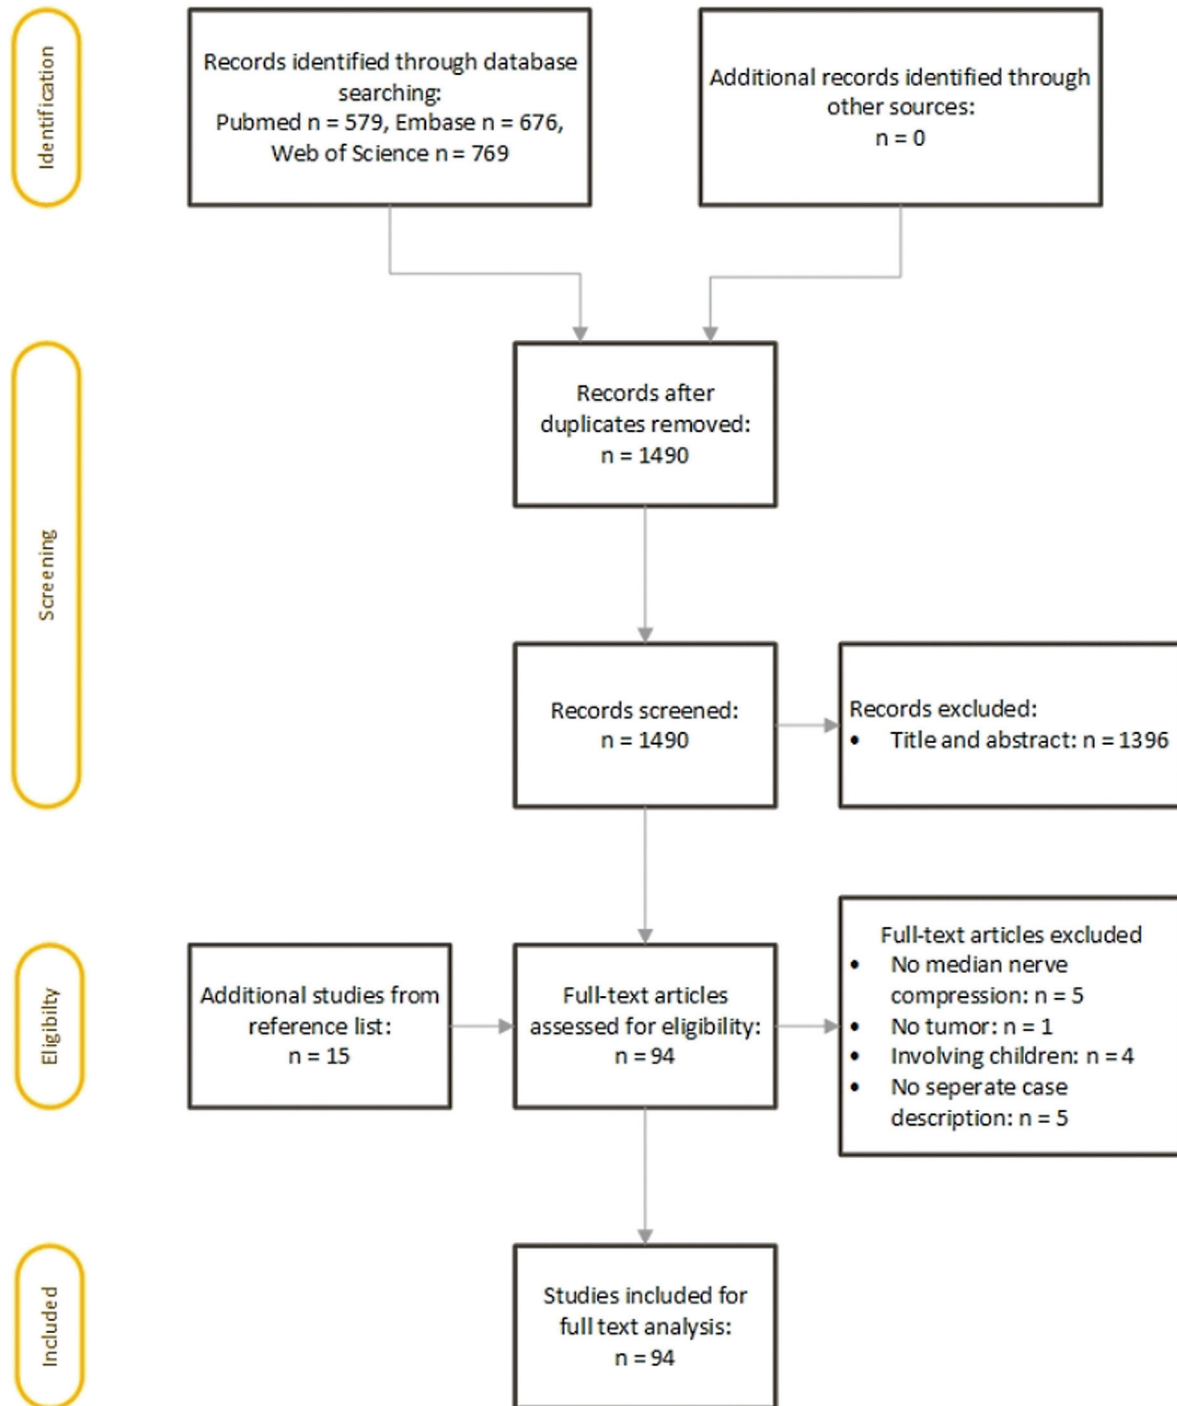 Identification
Records identified through database
searching:
Pubmed n = 579, Embase n = 676,
Web of Science n = 769
Additional records identified through
other sources:
n = 0
Screening
Records after
duplicates removed:
n = 1490
Records screened:
n = 1490
Records excluded:
• Title and abstract: n = 1396
Eligibilty
Additional studies from
reference list:
n = 15
Full-text articles
assessed for eligibility:
n = 94
Full-text articles excluded
• No median nerve
compression: n = 5
• No tumor: n = 1
• Involving children: n = 4
• No seperate case
description: n = 5
Included
Studies included for
full text analysis:
n = 94